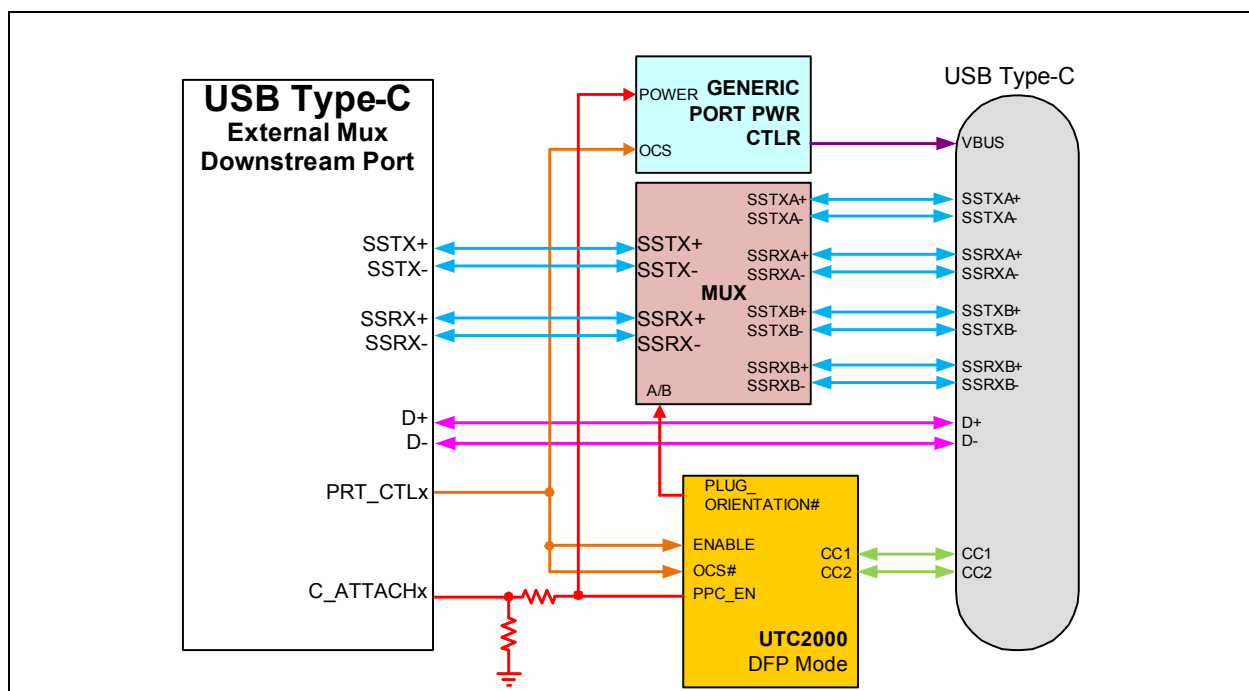 USB Type-C
External Mux
Downstream Port
SSTX+
SSTX-
SSRX+
SSRX-
D+
D-
PRT_CTLx
C_ATTACHx
POWER
OCS
GENERIC
PORT PWR
CTLR
SSTX+
SSTX-
SSRX+
SSRX-
MUX
A/B
SSTXA+
SSTXA-
SSRXA+
SSRXA-
SSTXB+
SSTXB-
SSRXB+
SSRXB-
PLUG_
ORIENTATION#
ENABLE
OCS#
PPC_EN
CC1
CC2
UTC2000
DFP Mode
USB Type-C
VBUS
SSTXA+
SSTXA-
SSRXA+
SSRXA-
SSTXB+
SSTXB-
SSRXB+
SSRXB-
D+
D-
CC1
CC2